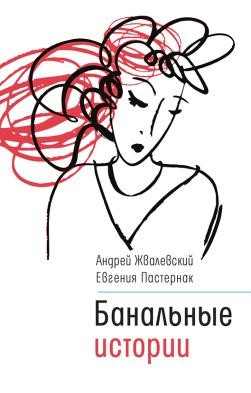 Андрей Жвалевский
Евгения Пастернак
Банальные
истории